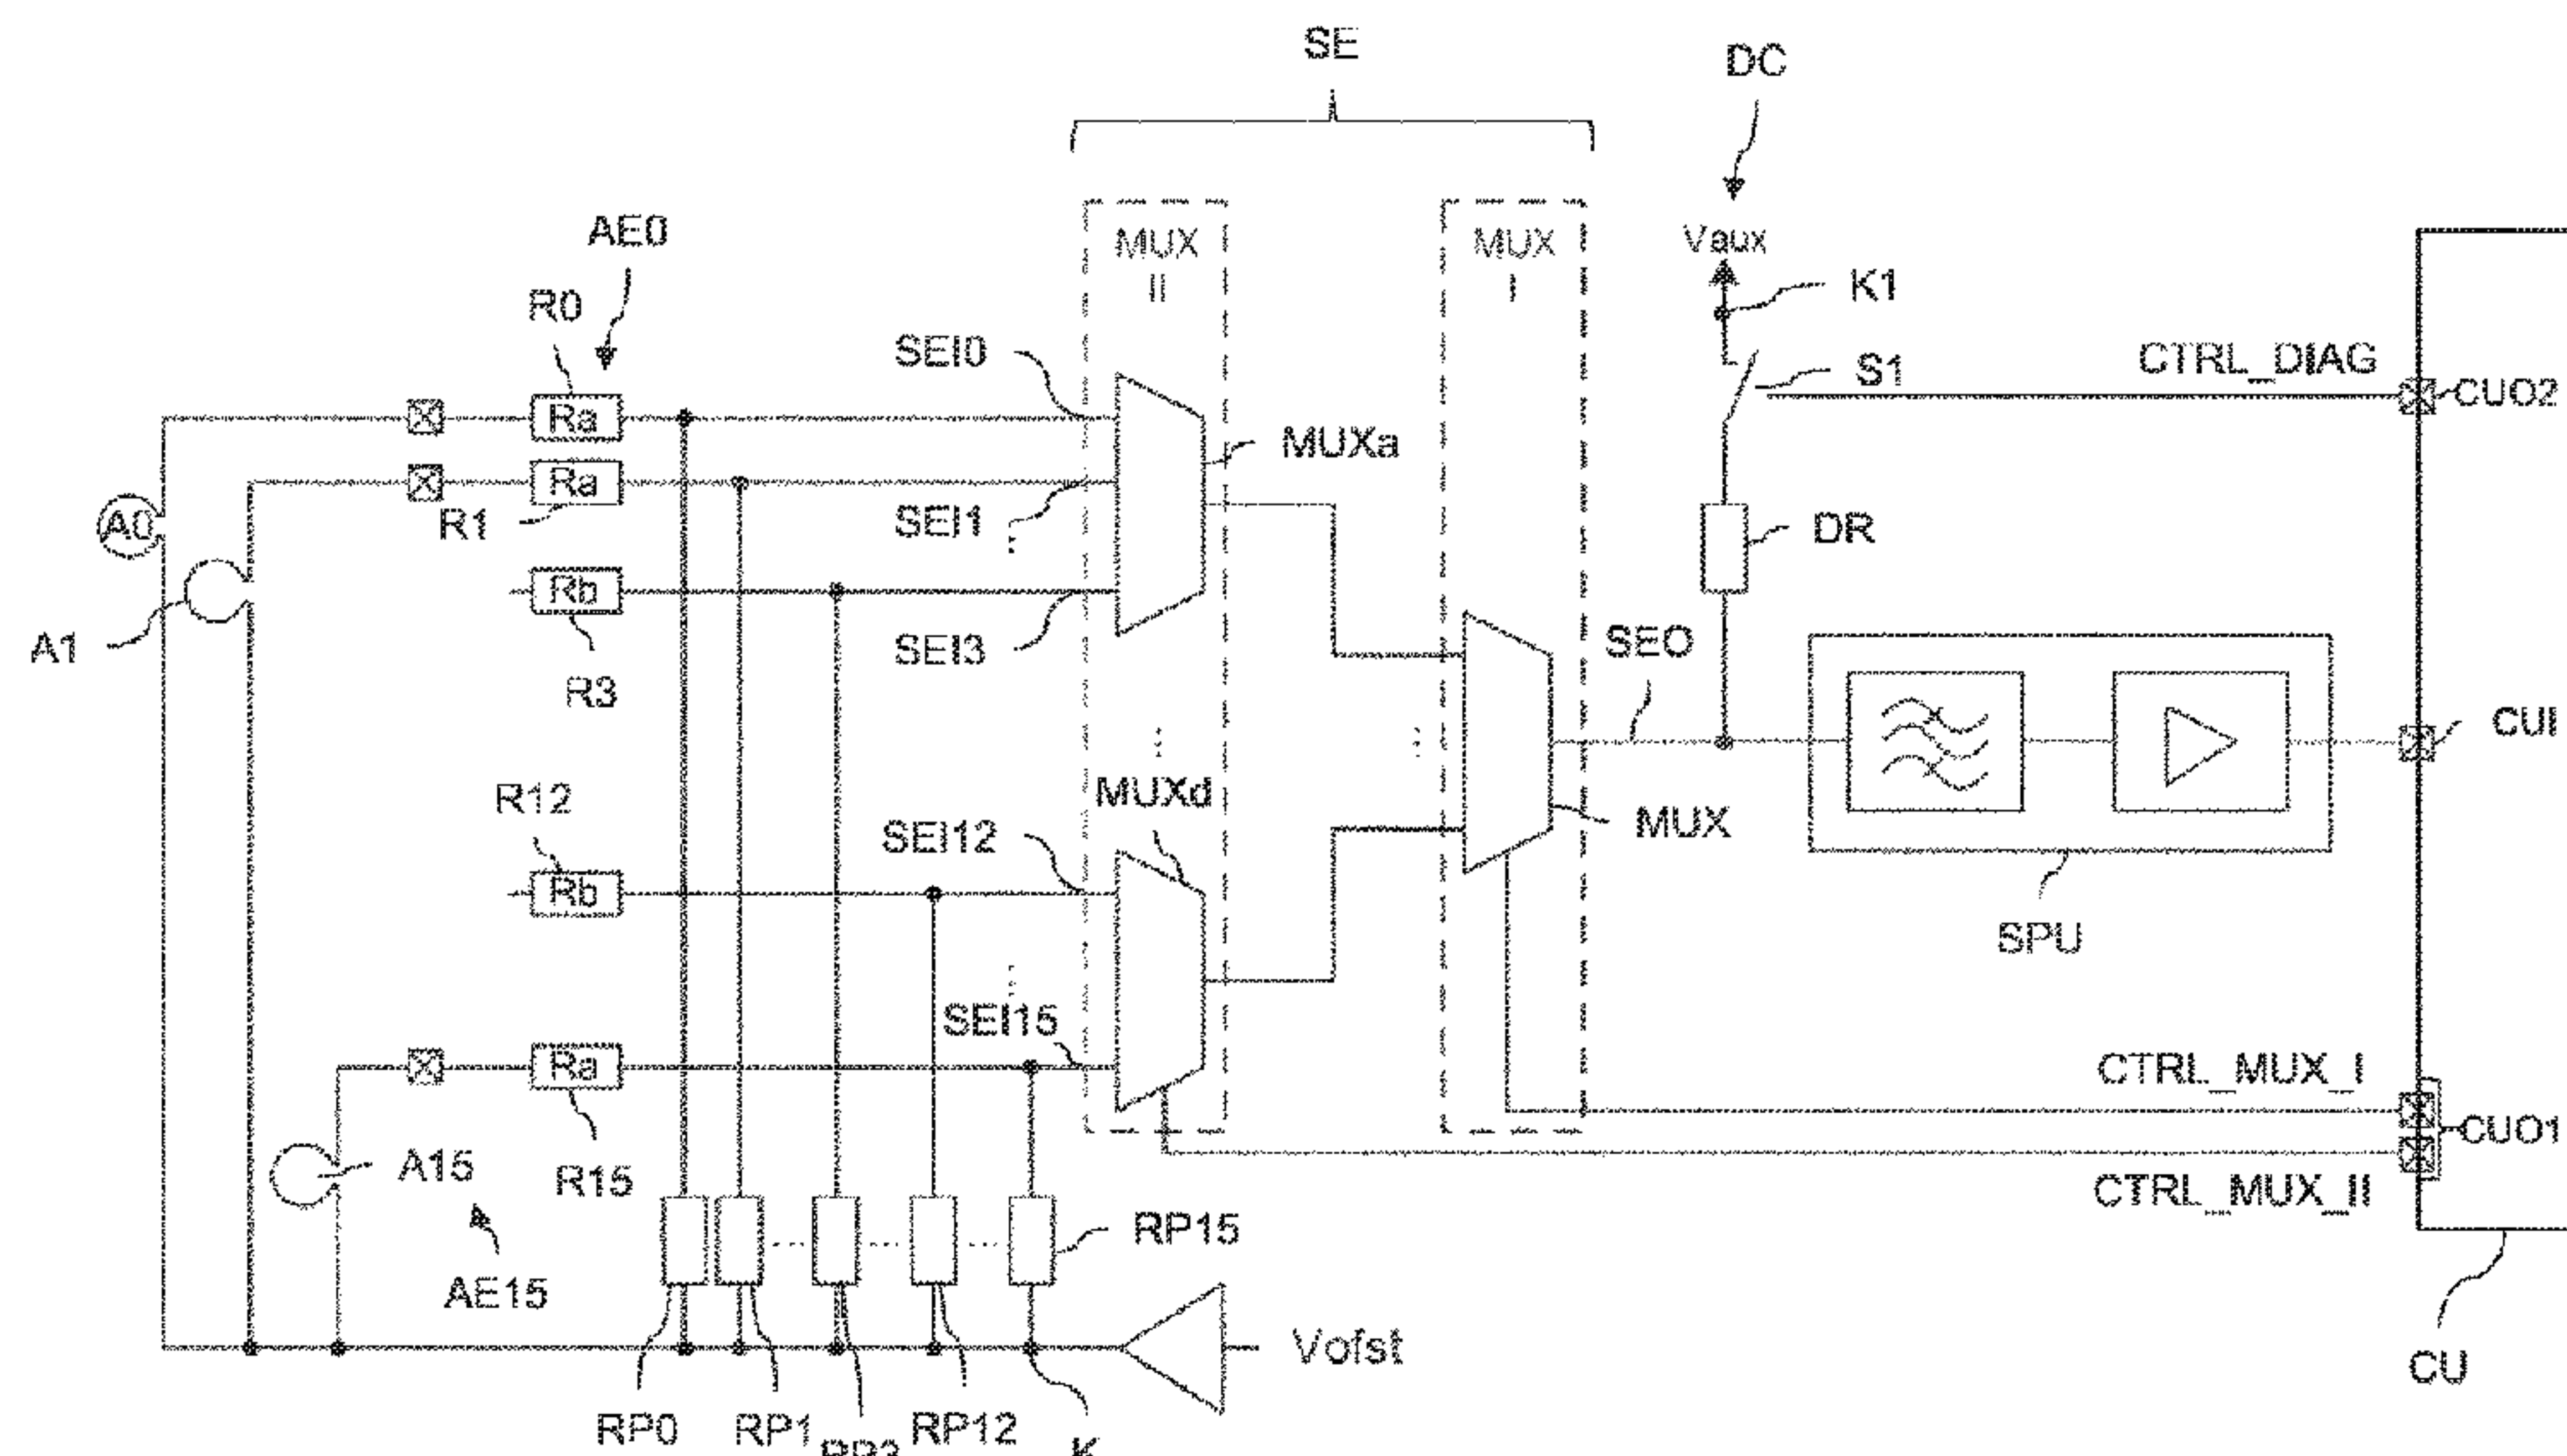 SE
DC
AE0
MUX
II
MUX
I
Vaux
K1
R0
SEI0
CTRL_DIAG
S1
CUO2
Ra
MUXa
Ra
A0
R1
SEI1
DR
Rb
A1
SEI3
SEO
R3
CUI
MUXd
R12
SEI12
MUX
Rb
SPU
SEI15
Ra
CTRL_MUX_I
CUO1
A15
R15
CTRL_MUX_II
RP15
AE15
Vofst
CU
RP0
RP1
RP12
K